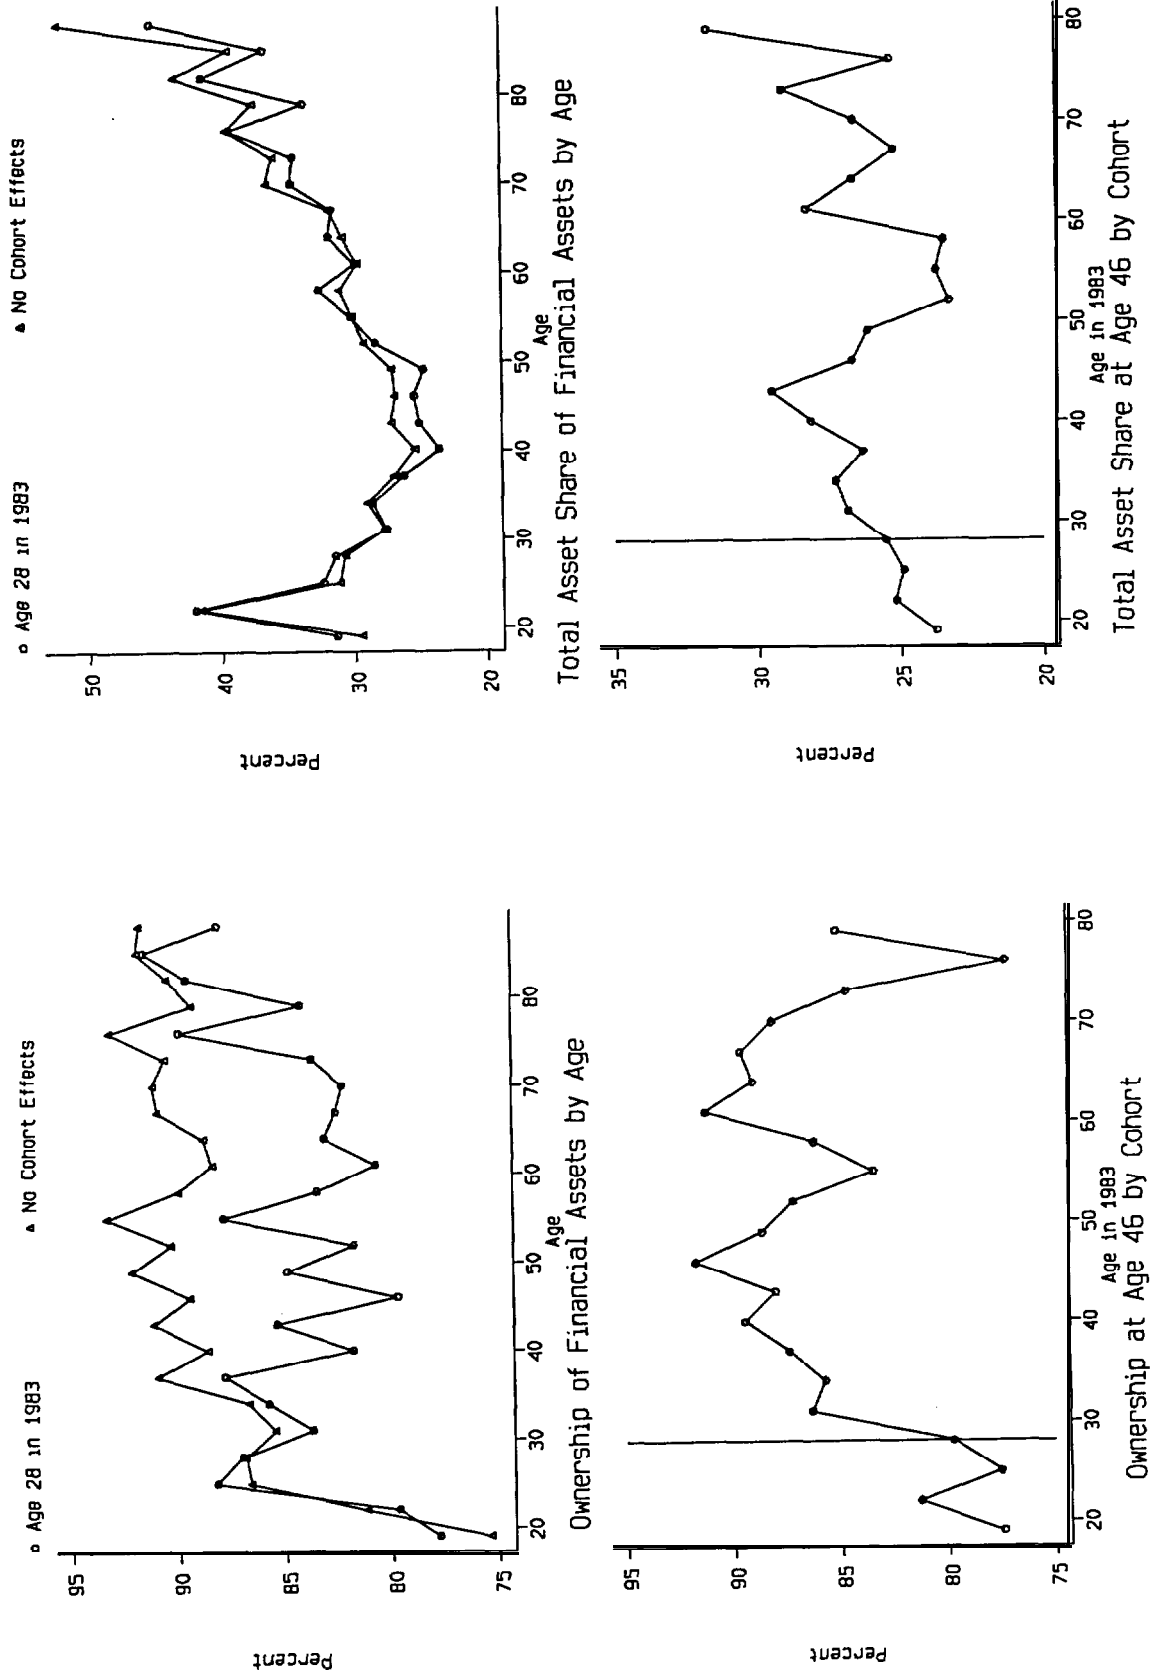 o Age 28 in 1983
▲ No Cohort Effects
Percent
95
90
85
80
75
20
30
40
50
60
70
80
Age
Ownership of Financial Assets by Age
o Age 28 in 1983
▲ No Cohort Effects
Percent
50
40
30
20
20
30
40
50
60
70
80
Age
Total Asset Share of Financial Assets by Age
Percent
95
90
85
80
75
20
30
40
50
60
70
80
Age in 1983
Ownership at Age 46 by Cohort
Percent
35
30
25
20
20
30
40
50
60
70
80
Age in 1983
Total Asset Share at Age 46 by Cohort